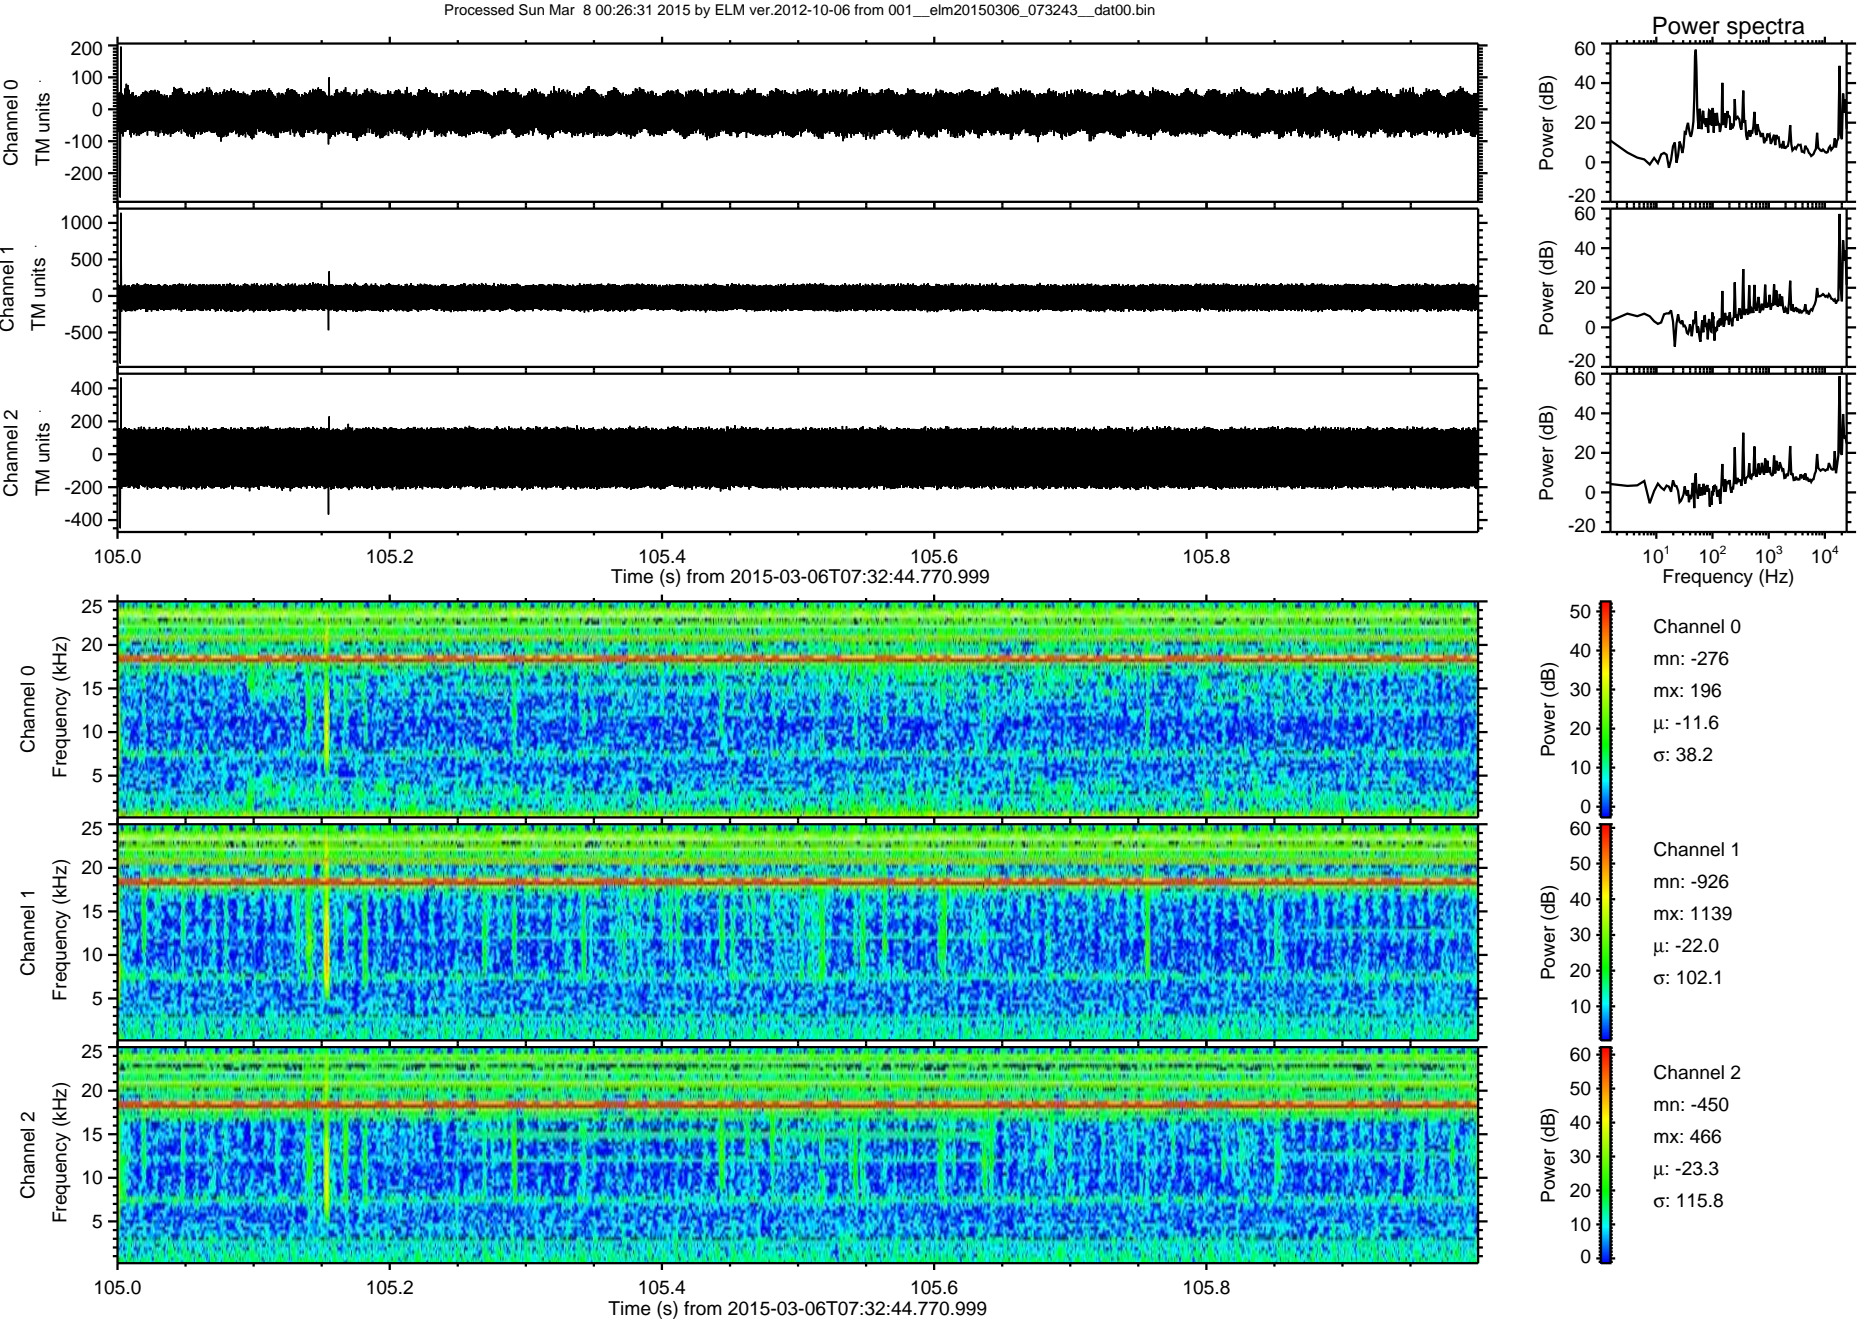 Processed Sun Mar  8 00:26:31 2015 by ELM ver.2012-10-06 from 001__elm20150306_073243__dat00.bin
Power spectra
Channel 0
TM units
200
100
0
-100
-200
Power (dB)
60
40
20
0
-20
Channel 1
TM units
1000
500
0
-500
Power (dB)
60
40
20
0
-20
Channel 2
TM units
400
200
0
-200
-400
Power (dB)
60
40
20
0
-20
105.0 105.2 105.4 105.6 105.8
Time (s) from 2015-03-06T07:32:44.770.999
10^1 10^2 10^3 10^4
Frequency (Hz)
Channel 0
Frequency (kHz)
25
20
15
10
5
Power (dB)
50
40
30
20
10
0
Channel 0
mn: -276
mx: 196
μ: -11.6
σ: 38.2
Channel 1
Frequency (kHz)
25
20
15
10
5
Power (dB)
60
50
40
30
20
10
Channel 1
mn: -926
mx: 1139
μ: -22.0
σ: 102.1
Channel 2
Frequency (kHz)
25
20
15
10
5
Power (dB)
60
50
40
30
20
10
0
Channel 2
mn: -450
mx: 466
μ: -23.3
σ: 115.8
105.0 105.2 105.4 105.6 105.8
Time (s) from 2015-03-06T07:32:44.770.999